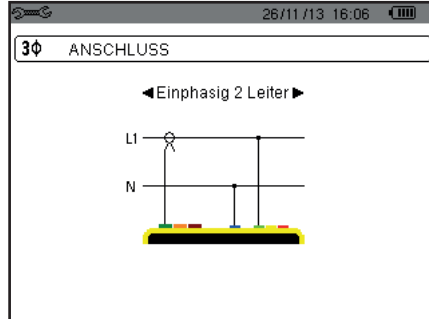 26/11/13 16:06
3Φ ANSCHLUSS
◄Einphasig 2 Leiter►
L1
N